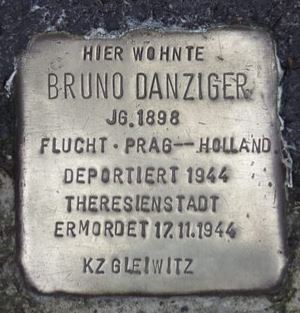 HIER WOHNTE
BRUNO DANZIGER
JG. 1898
FLUCHT · PRAG-- HOLLAND
DEPORTIERT 1944
THERESIENSTADT
ERMORDET 17.11.1944
KZ GLEIWITZ